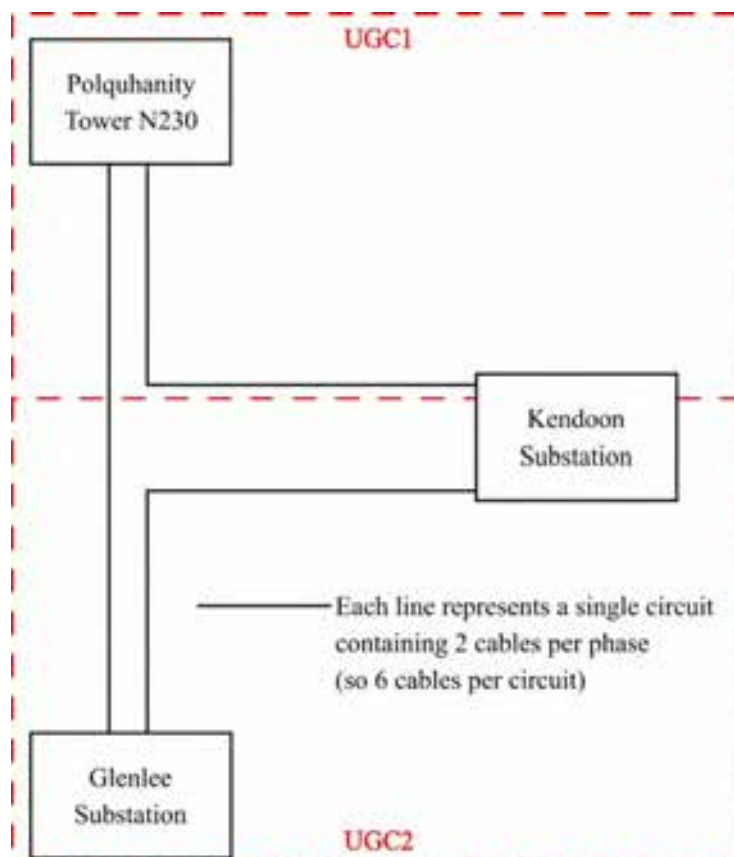 UGC1
Polquhanity
Tower N230
Kendoon
Substation
Each line represents a single circuit
containing 2 cables per phase
(so 6 cables per circuit)
Glenlee
Substation
UGC2